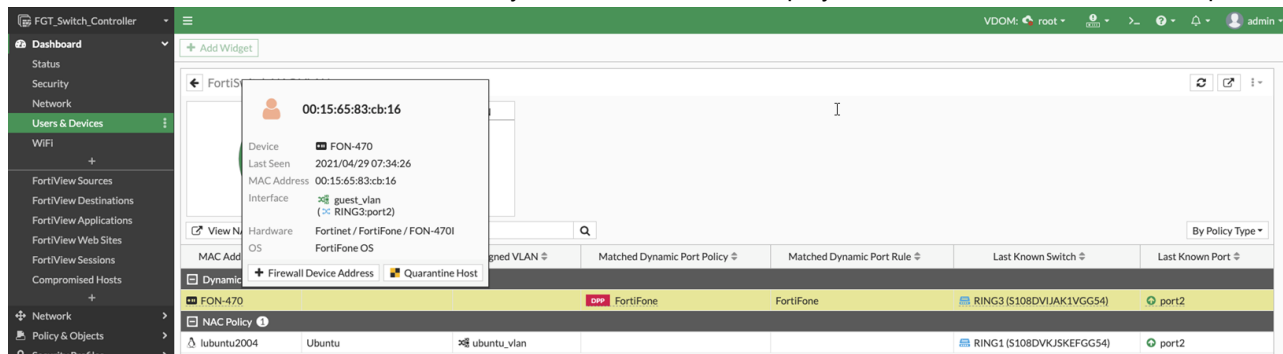 FGT_Switch_Controller
VDOM: root
>_
admin
Dashboard
+ Add Widget
Status
Security
Network
Users & Devices
WiFi
+
FortiView Sources
FortiView Destinations
FortiView Applications
FortiView Web Sites
FortiView Sessions
Compromised Hosts
+
Network
Policy & Objects
00:15:65:83:cb:16
Device FON-470
Last Seen 2021/04/29 07:34:26
MAC Address 00:15:65:83:cb:16
Interface guest_vlan
( RING3:port2)
Hardware Fortinet / FortiFone / FON-470I
OS FortiFone OS
+ Firewall Device Address Quarantine Host
By Policy Type
Matched Dynamic Port Policy Matched Dynamic Port Rule Last Known Switch Last Known Port
Dynamic
FON-470 DPP FortiFone FortiFone RING3 (S108DVIJAK1VGG54) port2
NAC Policy 1
lubuntu2004 Ubuntu ubuntu_vlan RING1 (S108DVKJSKEFGG54) port2